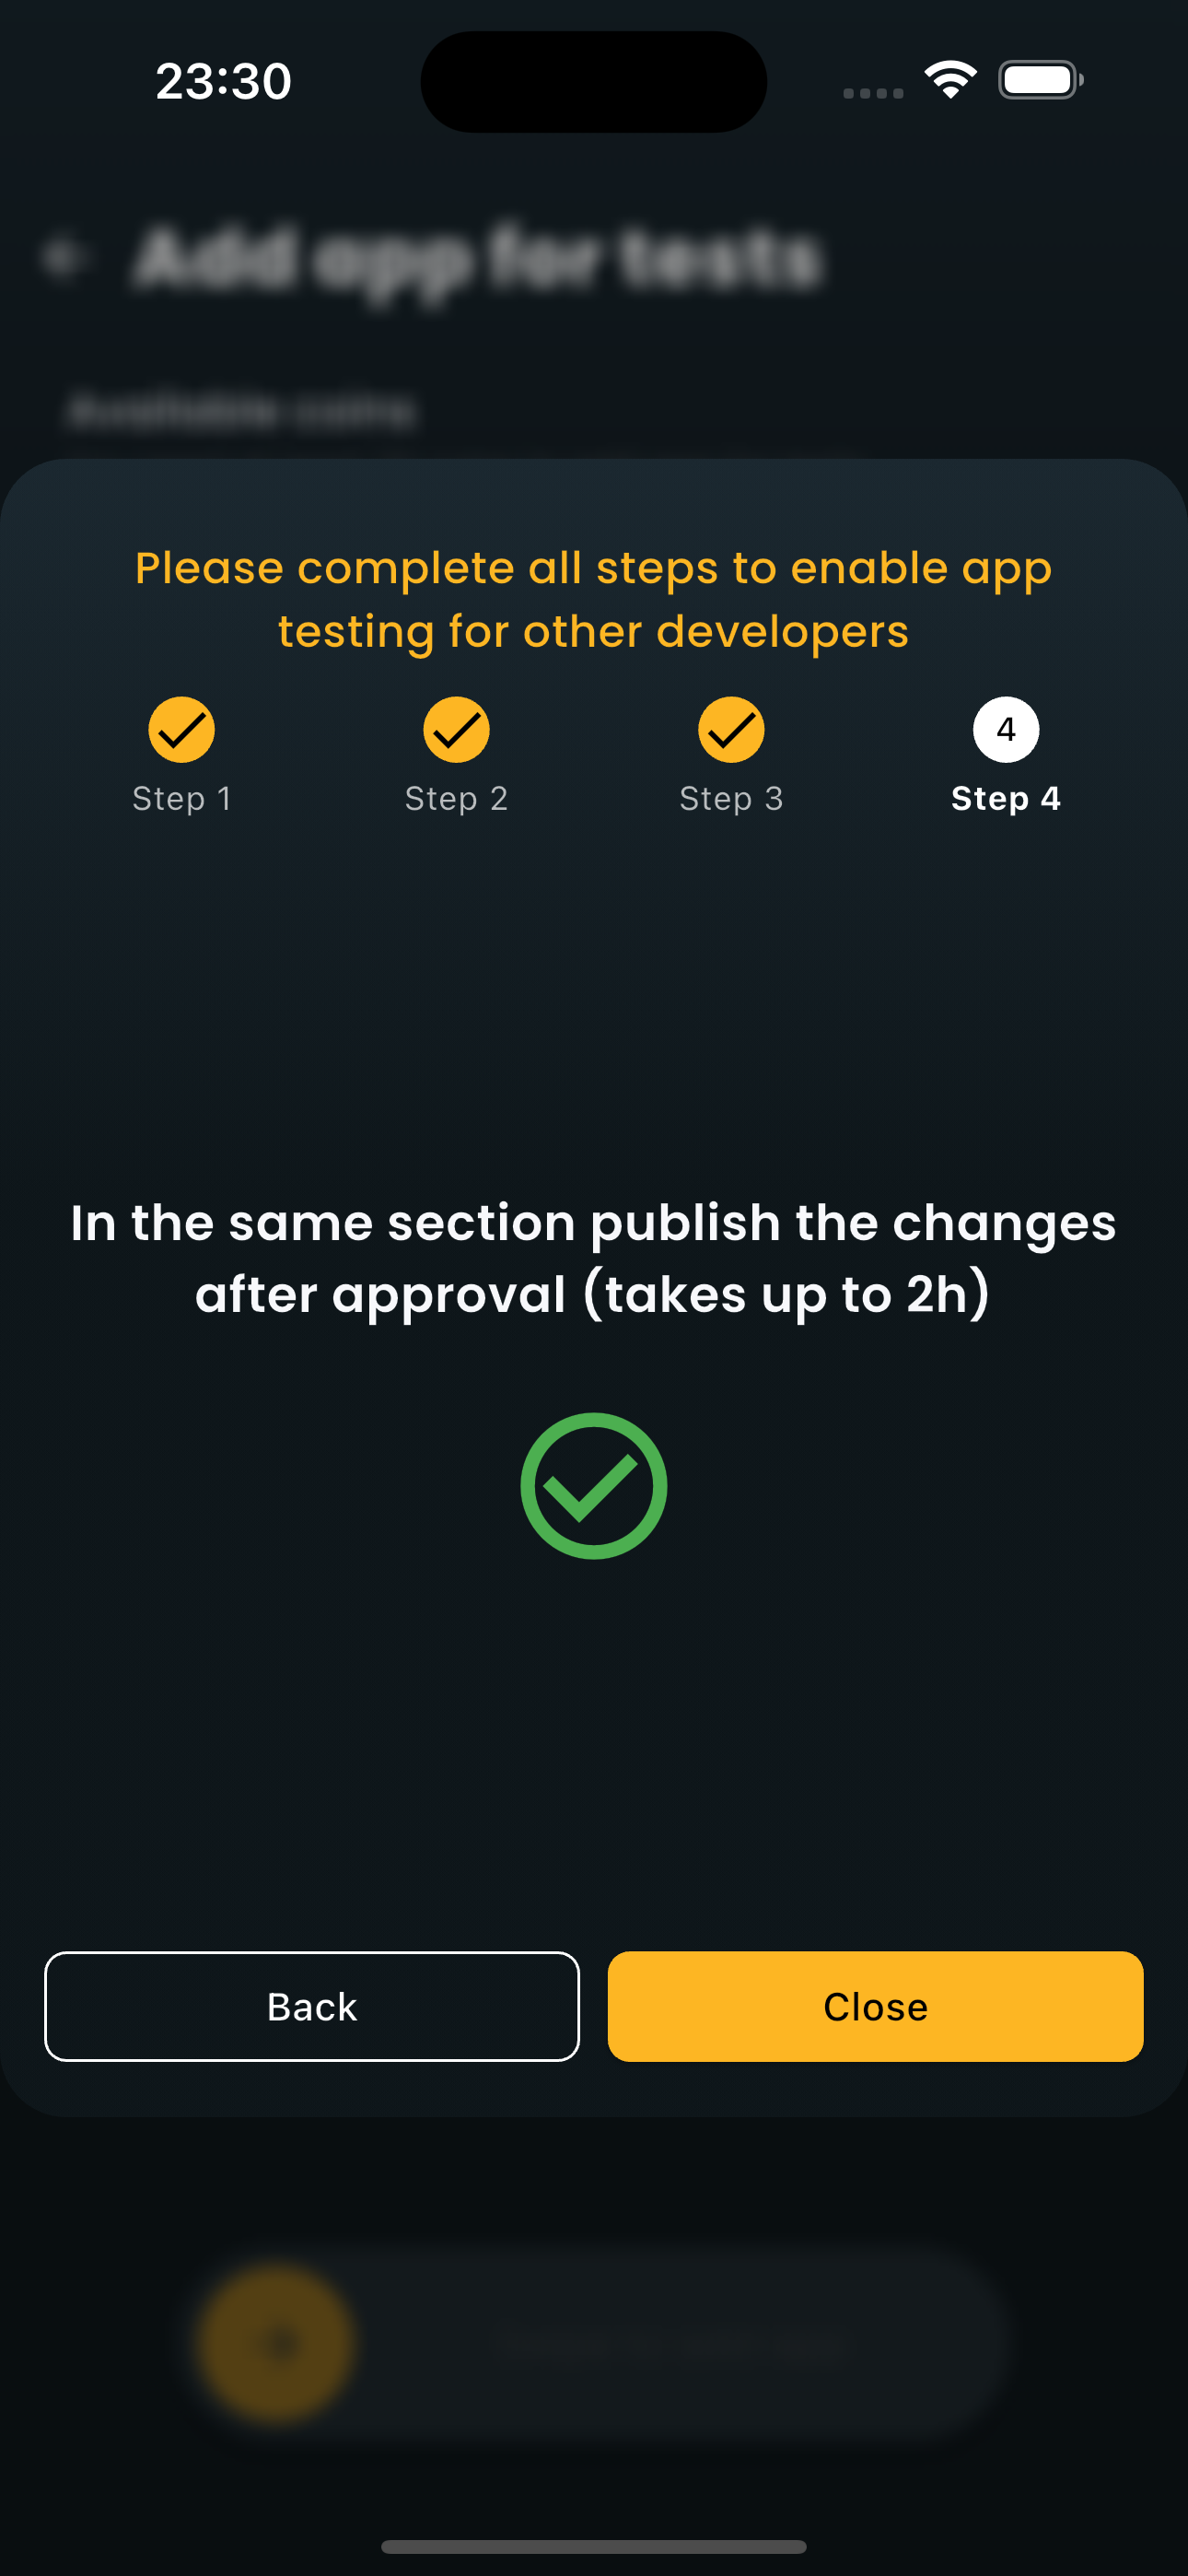 23:30
Add app for tests
Available coins
Please complete all steps to enable app
testing for other developers
4
Step 1
Step 2
Step 3
Step 4
In the same section publish the changes
after approval (takes up to 2h)
Back
Close